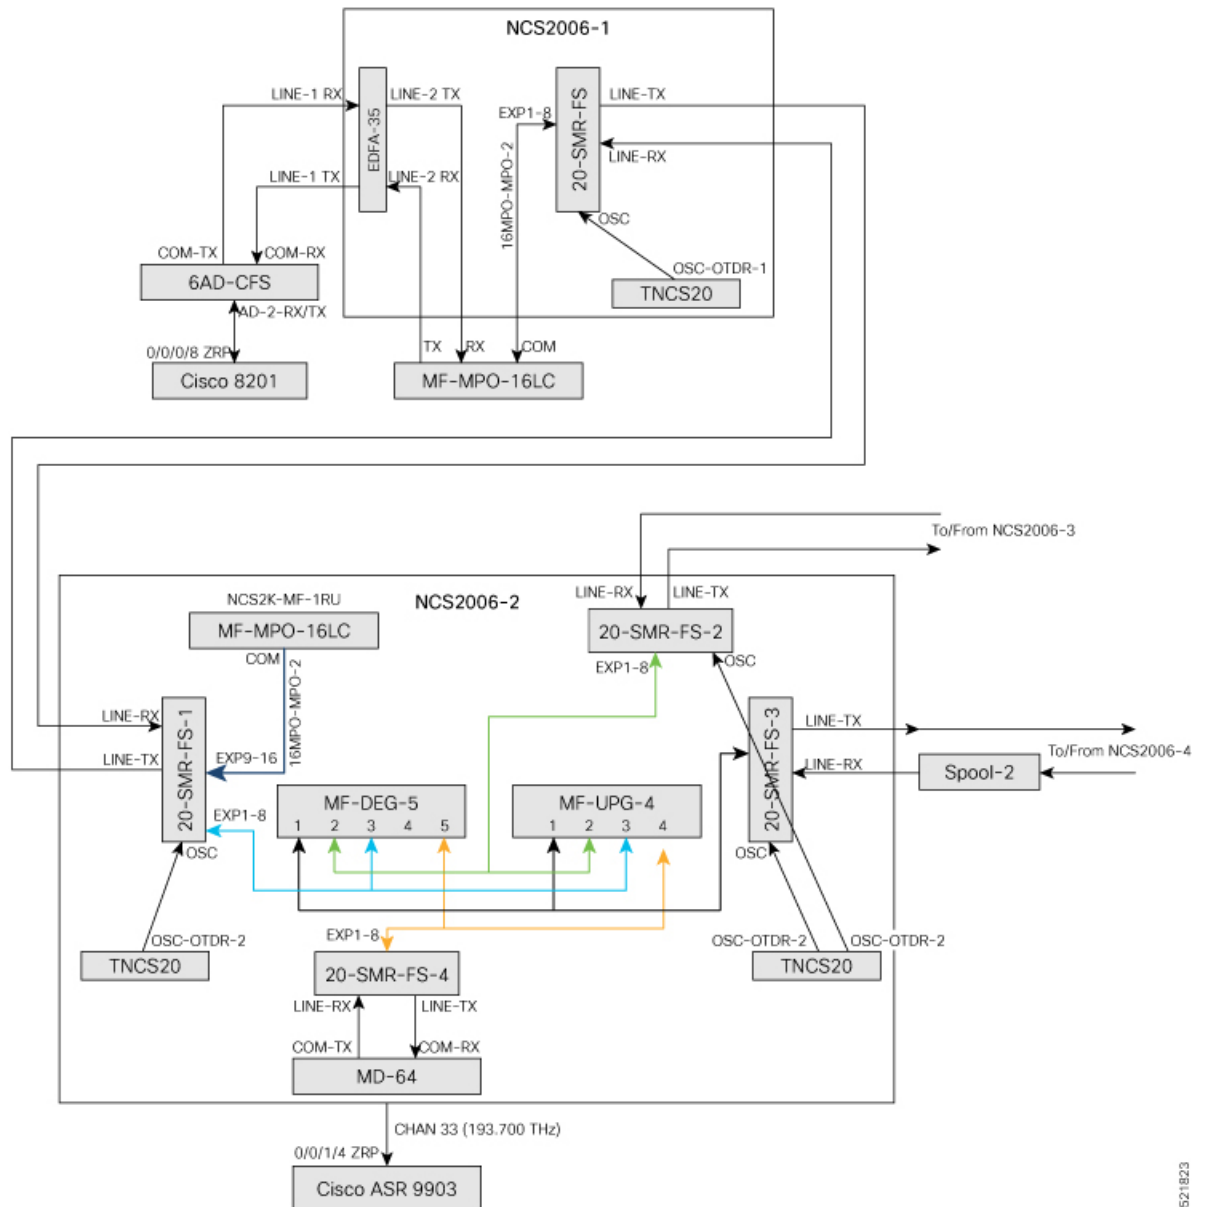 NCS2006-1
LINE-1 RX
LINE-2 TX
EDFA-35
LINE-1 TX
LINE-2 RX
EXP1-8
20-SMR-FS
LINE-TX
LINE-RX
16MPO-MPO-2
OSC
OSC-OTDR-1
TNCS20
COM-TX
COM-RX
6AD-CFS
AD-2-RX/TX
0/0/0/8 ZRP
Cisco 8201
TX
RX
COM
MF-MPO-16LC
To/From NCS2006-3
NCS2006-2
NCS2K-MF-1RU
MF-MPO-16LC
COM
16MPO-MPO-2
LINE-RX
LINE-TX
20-SMR-FS-2
EXP1-8
OSC
LINE-RX
LINE-TX
20-SMR-FS-1
EXP9-16
EXP1-8
OSC
20-SMR-FS-3
LINE-TX
LINE-RX
To/From NCS2006-4
Spool-2
MF-DEG-5
1 2 3 4 5
MF-UPG-4
1 2 3 4
OSC
OSC-OTDR-2
TNCS20
EXP1-8
20-SMR-FS-4
OSC-OTDR-2
OSC-OTDR-2
TNCS20
LINE-RX
LINE-TX
COM-TX
COM-RX
MD-64
CHAN 33 (193.700 THz)
0/0/1/4 ZRP
Cisco ASR 9903
521823